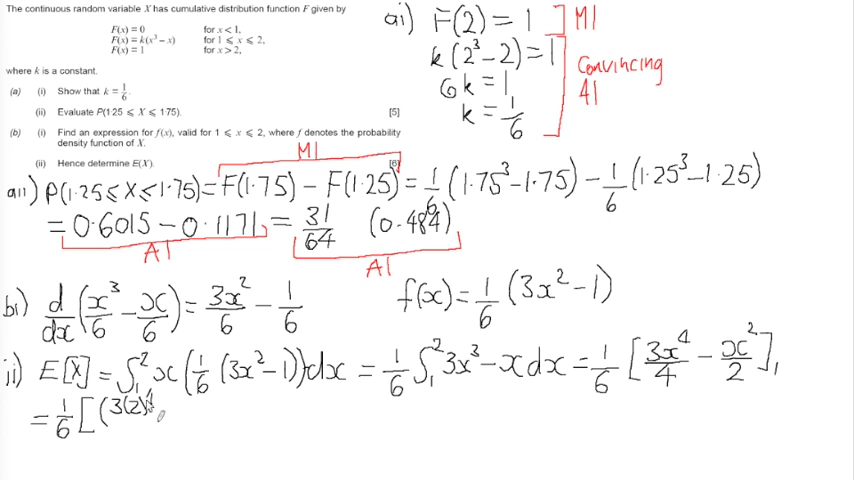 The continuous random variable X has cumulative distribution function F given by
F(x) = 0 for x < 1,
F(x) = k(x³ – x) for 1 ⩽ x ⩽ 2,
F(x) = 1 for x > 2,
where k is a constant.
(a) (i) Show that k = 1/6.
(ii) Evaluate P(1·25 ⩽ X ⩽ 1·75). [5]
(b) (i) Find an expression for f(x), valid for 1 ⩽ x ⩽ 2, where f denotes the probability
density function of X.
(ii) Hence determine E(X). [6]
ai) F(2) = 1 ] M1
k(2³ - 2) = 1
6k = 1
k = 1/6
Convincing
A1
M1
aii) P(1.25 ≤ X ≤ 1.75) = F(1.75) - F(1.25) = 1/6 (1.75³ - 1.75) - 1/6 (1.25³ - 1.25)
= 0.6015 - 0.1171 = 31/64 (0.484)
A1 A1
bi) d/dx (x³/6 - x/6) = 3x²/6 - 1/6 f(x) = 1/6 (3x² - 1)
ii) E[X] = ∫₁² x(1/6 (3x² - 1))dx = 1/6 ∫₁² 3x³ - x dx = 1/6 [3x⁴/4 - x²/2]₁²
= 1/6 [(3(2)⁴